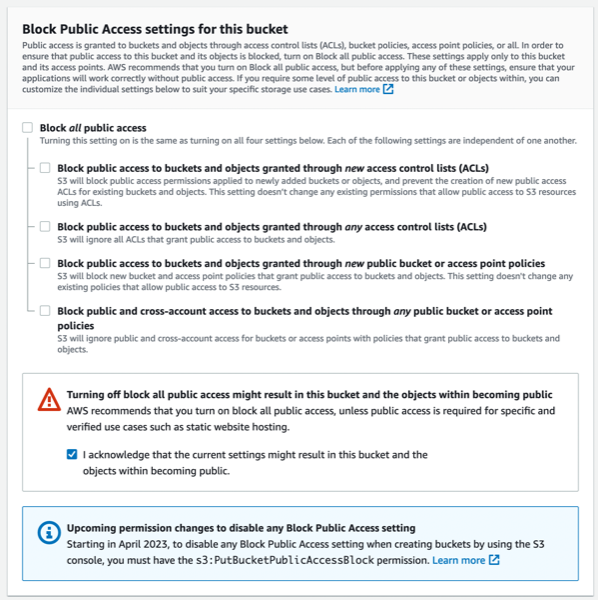 Block Public Access settings for this bucket
Public access is granted to buckets and objects through access control lists (ACLs), bucket policies, access point policies, or all. In order to
ensure that public access to this bucket and its objects is blocked, turn on Block all public access. These settings apply only to this bucket
and its access points. AWS recommends that you turn on Block all public access, but before applying any of these settings, ensure that your
applications will work correctly without public access. If you require some level of public access to this bucket or objects within, you can
customize the individual settings below to suit your specific storage use cases. Learn more
Block all public access
Turning this setting on is the same as turning on all four settings below. Each of the following settings are independent of one another.
Block public access to buckets and objects granted through new access control lists (ACLs)
S3 will block public access permissions applied to newly added buckets or objects, and prevent the creation of new public access
ACLs for existing buckets and objects. This setting doesn't change any existing permissions that allow public access to S3 resources
using ACLs.
Block public access to buckets and objects granted through any access control lists (ACLs)
S3 will ignore all ACLs that grant public access to buckets and objects.
Block public access to buckets and objects granted through new public bucket or access point policies
S3 will block new bucket and access point policies that grant public access to buckets and objects. This setting doesn't change any
existing policies that allow public access to S3 resources.
Block public and cross-account access to buckets and objects through any public bucket or access point
policies
S3 will ignore public and cross-account access for buckets or access points with policies that grant public access to buckets and
objects.
Turning off block all public access might result in this bucket and the objects within becoming public
AWS recommends that you turn on block all public access, unless public access is required for specific and
verified use cases such as static website hosting.
I acknowledge that the current settings might result in this bucket and the
objects within becoming public.
Upcoming permission changes to disable any Block Public Access setting
Starting in April 2023, to disable any Block Public Access setting when creating buckets by using the S3
console, you must have the s3:PutBucketPublicAccessBlock permission. Learn more